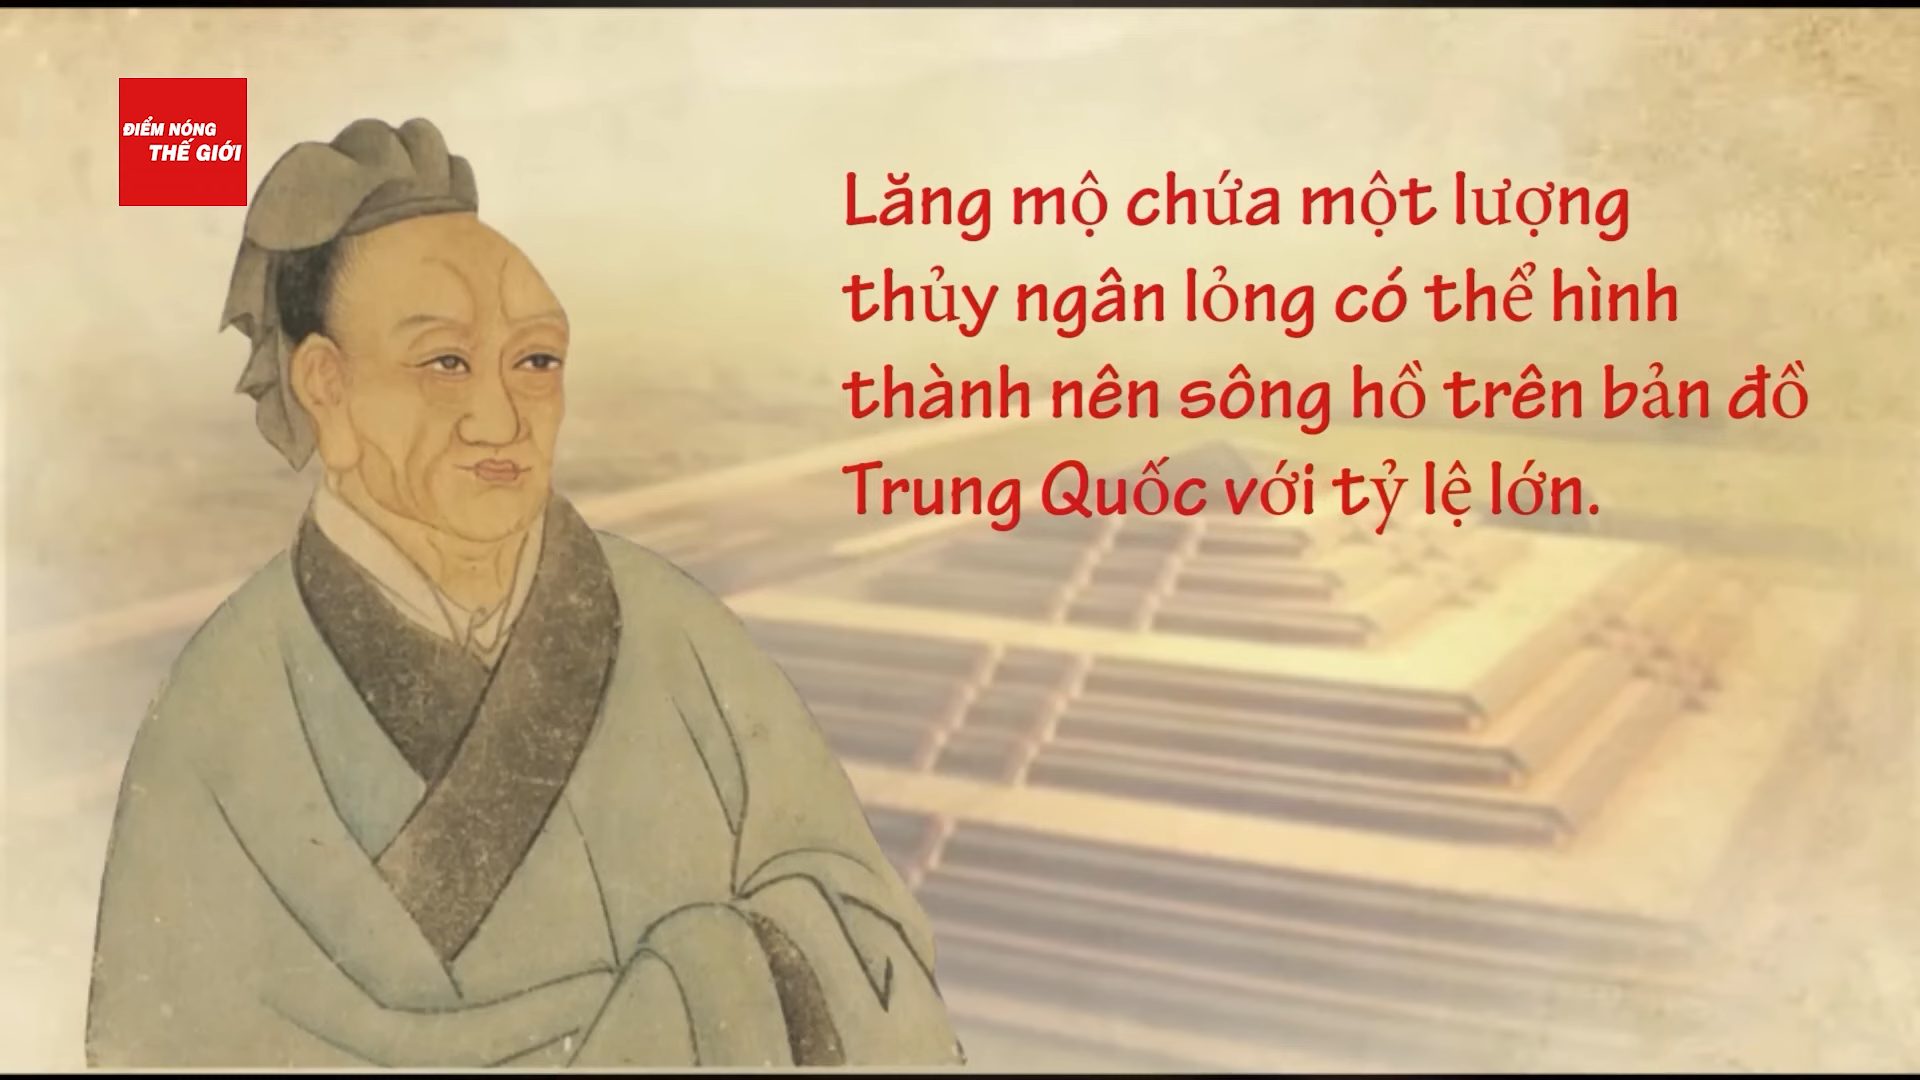 ĐIỂM NÓNG
THẾ GIỚI
Lăng mộ chứa một lượng
thủy ngân lỏng có thể hình
thành nên sông hồ trên bản đồ
Trung Quốc với tỷ lệ lớn.